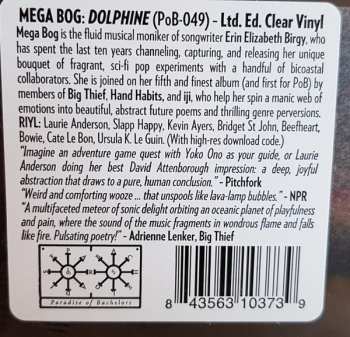 MEGA BOG: DOLPHINE (PoB-049) – Ltd. Ed. Clear Vinyl
Mega Bog is the fluid musical moniker of songwriter Erin Elizabeth Birgy, who
has spent the last ten years channeling, capturing, and releasing her unique
bouquet of fragrant, sci-fi pop experiments with a handful of bicoastal
collaborators. She is joined on her fifth and finest album (and first for PoB) by
members of Big Thief, Hand Habits, and iji, who help her spin a manic web of
emotions into beautiful, abstract future poems and thrilling genre perversions.
RIYL: Laurie Anderson, Slapp Happy, Kevin Ayers, Bridget St John, Beefheart,
Bowie, Cate Le Bon, Ursula K. Le Guin. (With high-res download code.)
"Imagine an adventure game quest with Yoko Ono as your guide, or Laurie
Anderson doing her best David Attenborough impression: a deep, joyful
abstraction that draws to a pure, human conclusion." - Pitchfork
"Weird and comforting wooze ... that unspools like lava-lamp bubbles." - NPR
"A multifaceted meteor of sonic delight orbiting an oceanic planet of playfulness
and pain, where the sound of the music fragments in wondrous flame and falls
like fire. Pulsating poetry!" - Adrienne Lenker, Big Thief
Paradise of Bachelors
8 43563 10373 9